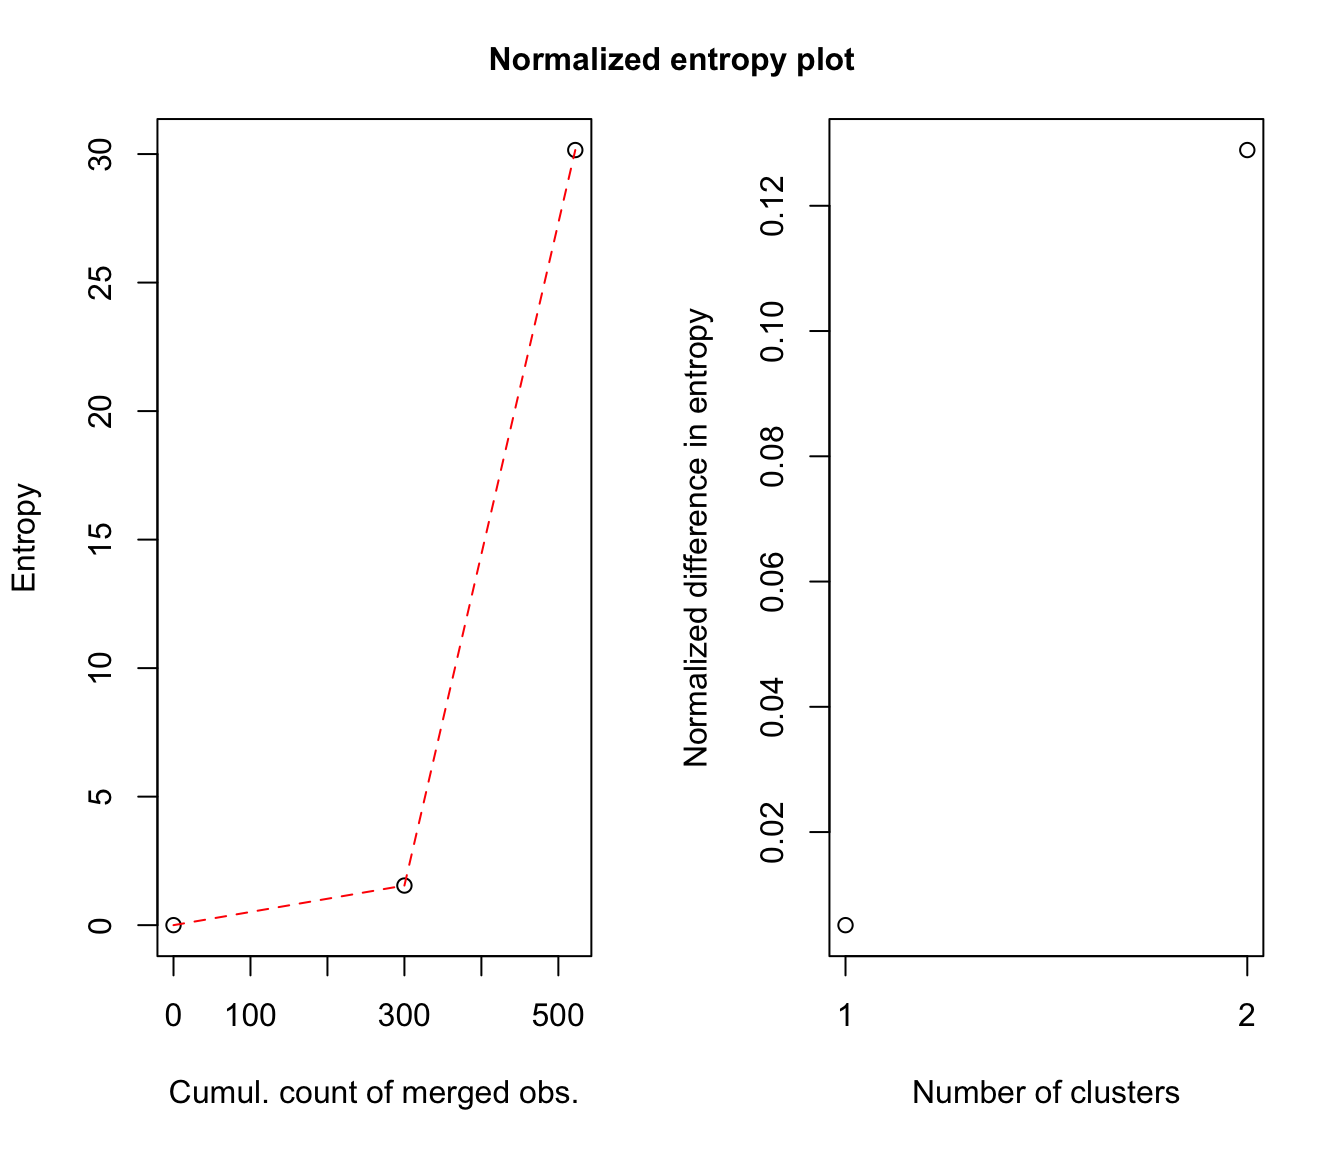 Normalized entropy plot
Entropy
30
25
20
15
10
5
0
0 100 300 500
Cumul. count of merged obs.
Normalized difference in entropy
0.12
0.10
0.08
0.06
0.04
0.02
1 2
Number of clusters